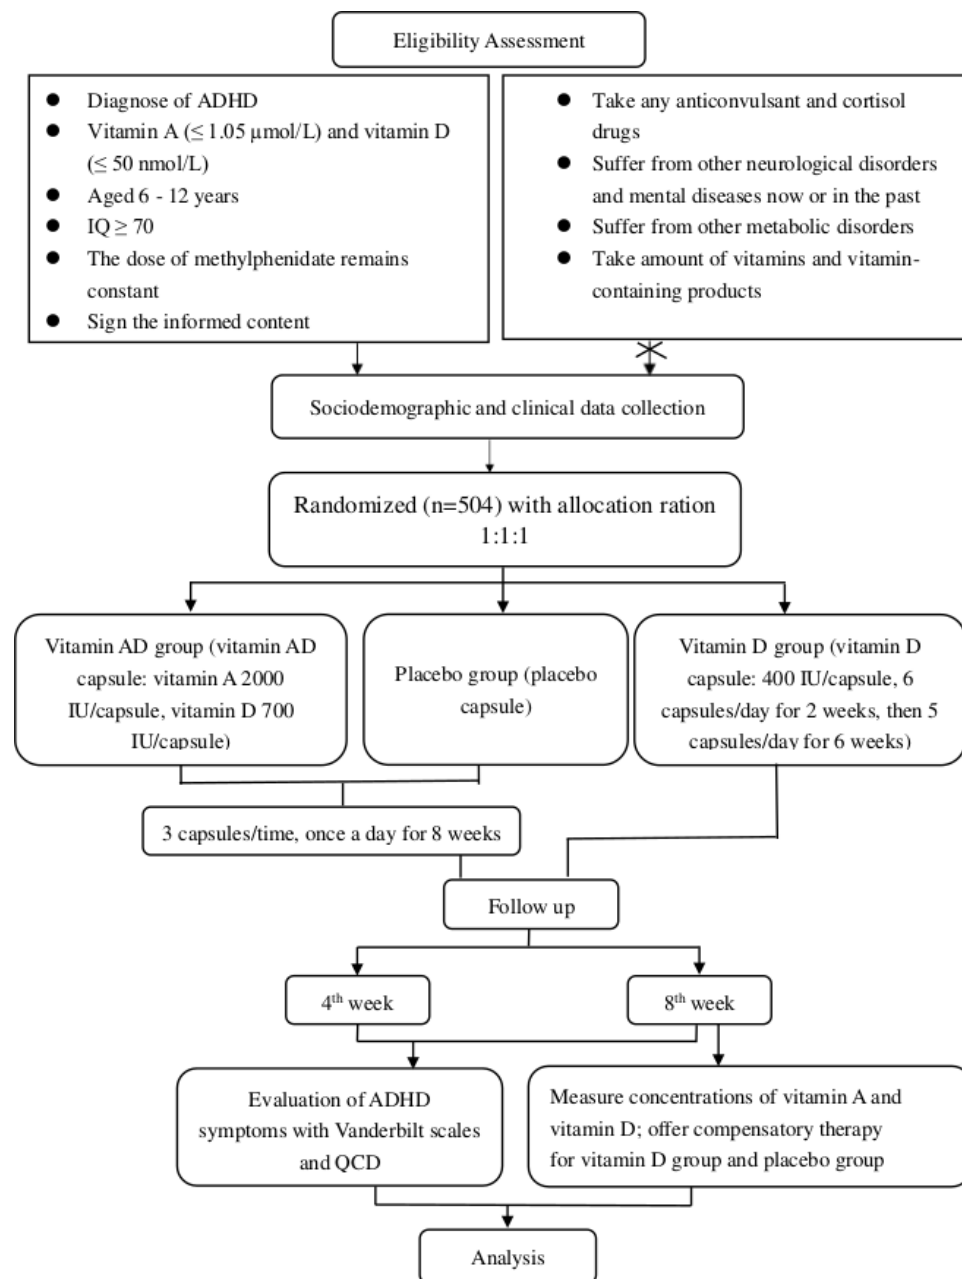 Eligibility Assessment
● Diagnose of ADHD
● Vitamin A (≤ 1.05 µmol/L) and vitamin D
(≤ 50 nmol/L)
● Aged 6 - 12 years
● IQ ≥ 70
● The dose of methylphenidate remains
constant
● Sign the informed content
● Take any anticonvulsant and cortisol
drugs
● Suffer from other neurological disorders
and mental diseases now or in the past
● Suffer from other metabolic disorders
● Take amount of vitamins and vitamin-
containing products
Sociodemographic and clinical data collection
Randomized (n=504) with allocation ration
1:1:1
Vitamin AD group (vitamin AD
capsule: vitamin A 2000
IU/capsule, vitamin D 700
IU/capsule)
Placebo group (placebo
capsule)
Vitamin D group (vitamin D
capsule: 400 IU/capsule, 6
capsules/day for 2 weeks, then 5
capsules/day for 6 weeks)
3 capsules/time, once a day for 8 weeks
Follow up
4th week
8th week
Evaluation of ADHD
symptoms with Vanderbilt scales
and QCD
Measure concentrations of vitamin A and
vitamin D; offer compensatory therapy
for vitamin D group and placebo group
Analysis